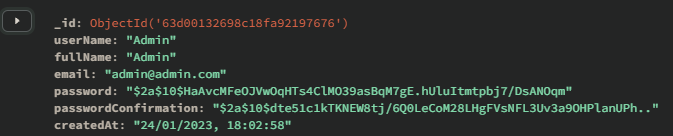 _id: ObjectId('63d00132698c18fa92197676')
userName: "Admin"
fullName: "Admin"
email: "admin@admin.com"
password: "$2a$10$HaAvcMFeOJVwOqHTs4ClMO39asBqM7gE.hUluItmtpbj7/DsANOqm"
passwordConfirmation: "$2a$10$dte51c1kTKNEW8tj/6Q0LeCoM28LHgFVsNFL3Uv3a9OHPlanUPh.."
createdAt: "24/01/2023, 18:02:58"